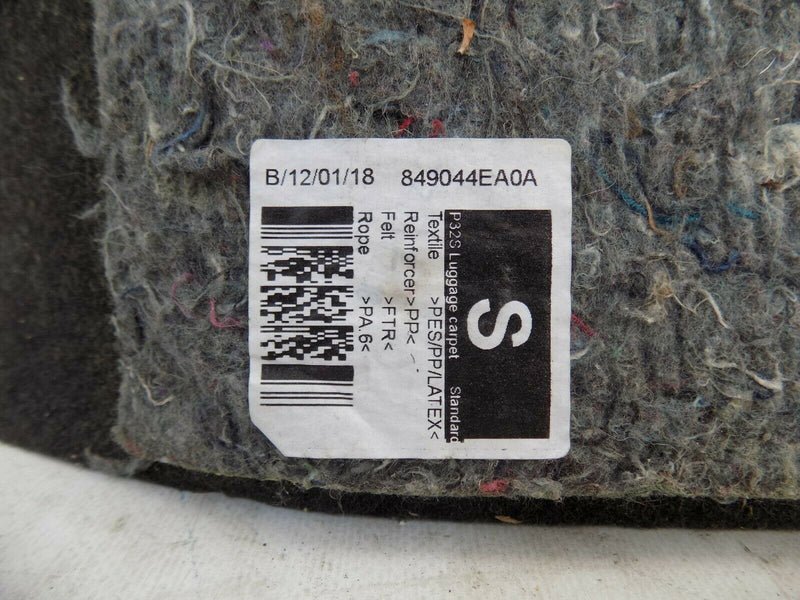 B/12/01/18 849044EA0A
S
P32S Luggage carpet Standard
Textile >PES/PP/LATEX<
Reinforcer>PP<
Felt >FTR<
Rope >PA.6<